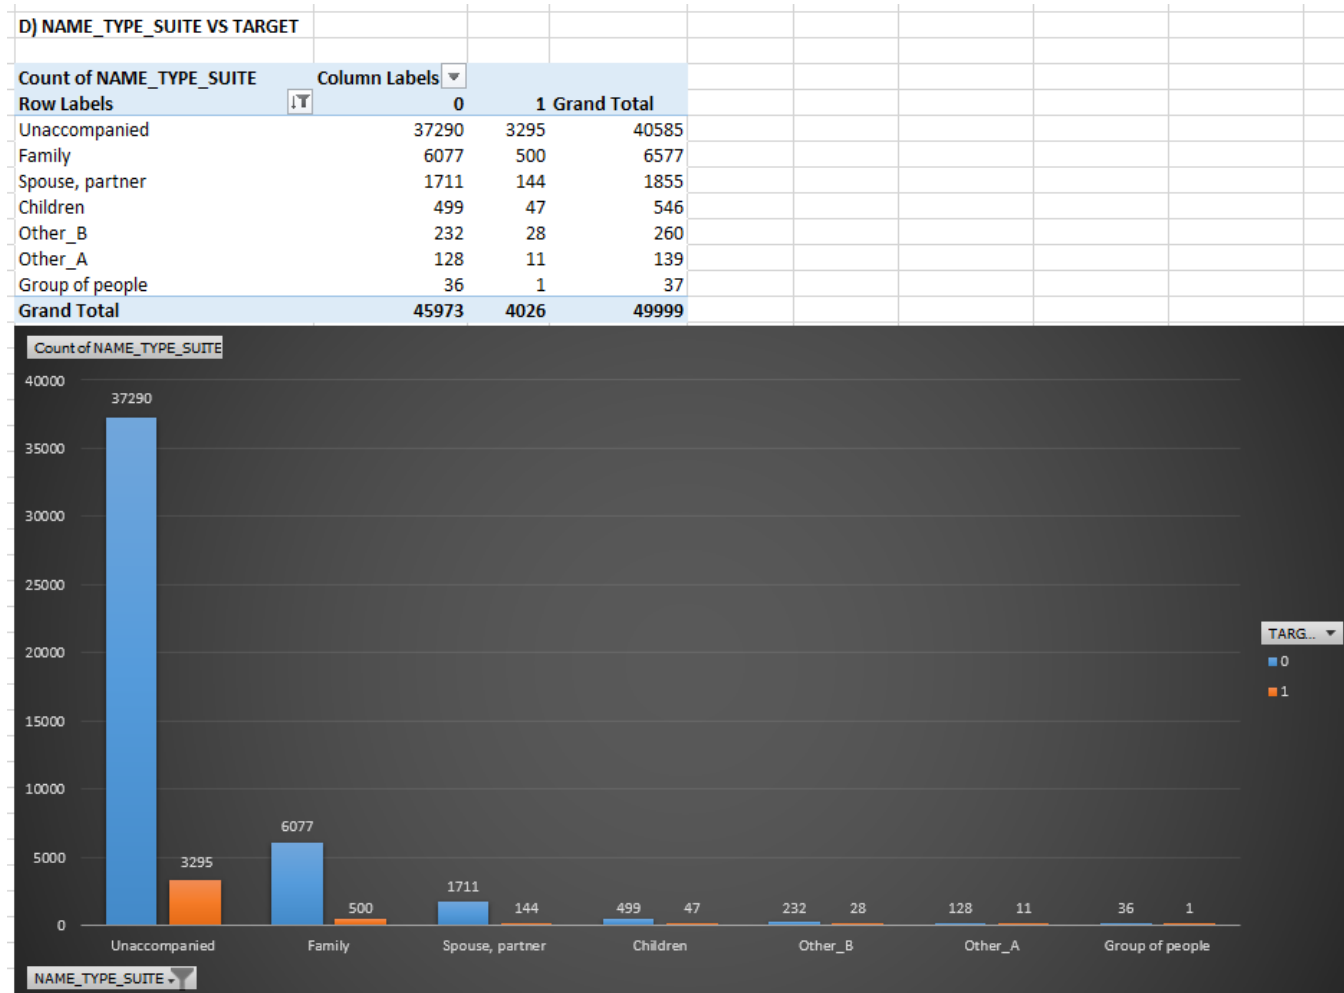 D) NAME_TYPE_SUITE VS TARGET
Count of NAME_TYPE_SUITE Column Labels
Row Labels 0 1 Grand Total
Unaccompanied 37290 3295 40585
Family 6077 500 6577
Spouse, partner 1711 144 1855
Children 499 47 546
Other_B 232 28 260
Other_A 128 11 139
Group of people 36 1 37
Grand Total 45973 4026 49999
Count of NAME_TYPE_SUITE
40000
37290
35000
30000
25000
20000
TARG...
0
1
15000
10000
6077
5000
3295
1711
500 144 499 47 232 28 128 11 36 1
0
Unaccompanied Family Spouse, partner Children Other_B Other_A Group of people
NAME_TYPE_SUITE